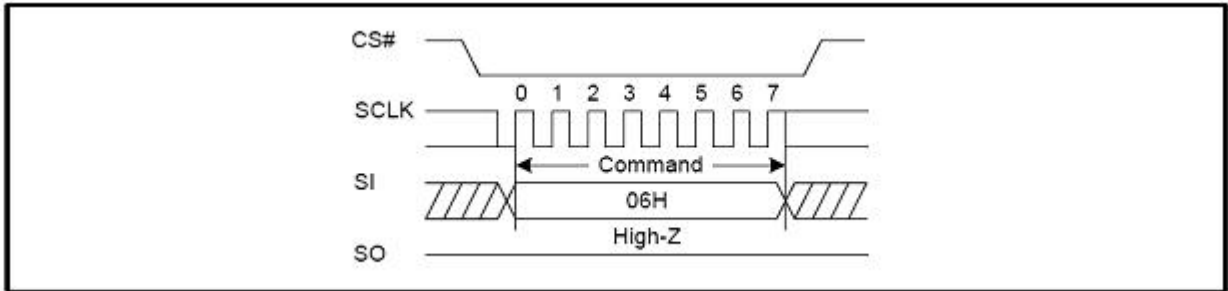 CS#
0 1 2 3 4 5 6 7
SCLK
Command
SI
06H
High-Z
SO